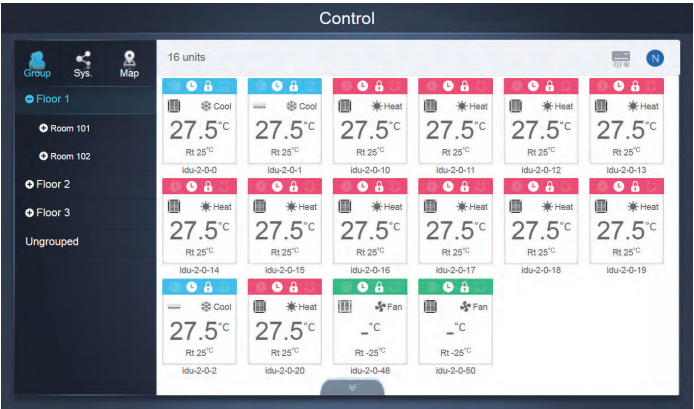 Control
Group Sys. Map
16 units N
Floor 1
Room 101
Room 102
Floor 2
Floor 3
Ungrouped
Cool Cool Heat Heat Heat Heat
27.5°C 27.5°C 27.5°C 27.5°C 27.5°C 27.5°C
Rt 25°C Rt 25°C Rt 25°C Rt 25°C Rt 25°C Rt 25°C
idu-2-0-0 idu-2-0-1 idu-2-0-10 idu-2-0-11 idu-2-0-12 idu-2-0-13
Heat Heat Heat Heat Heat Heat
27.5°C 27.5°C 27.5°C 27.5°C 27.5°C 27.5°C
Rt 25°C Rt 25°C Rt 25°C Rt 25°C Rt 25°C Rt 25°C
idu-2-0-14 idu-2-0-15 idu-2-0-16 idu-2-0-17 idu-2-0-18 idu-2-0-19
Cool Heat Fan Fan
27.5°C 27.5°C _°C _°C
Rt 25°C Rt 25°C Rt -25°C Rt -25°C
idu-2-0-2 idu-2-0-20 idu-2-0-48 idu-2-0-50